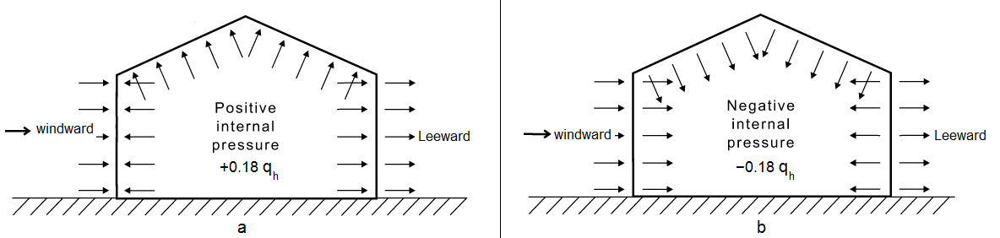 Positive
internal
pressure
+0.18 qh
windward
Leeward
a
Negative
internal
pressure
−0.18 qh
windward
Leeward
b